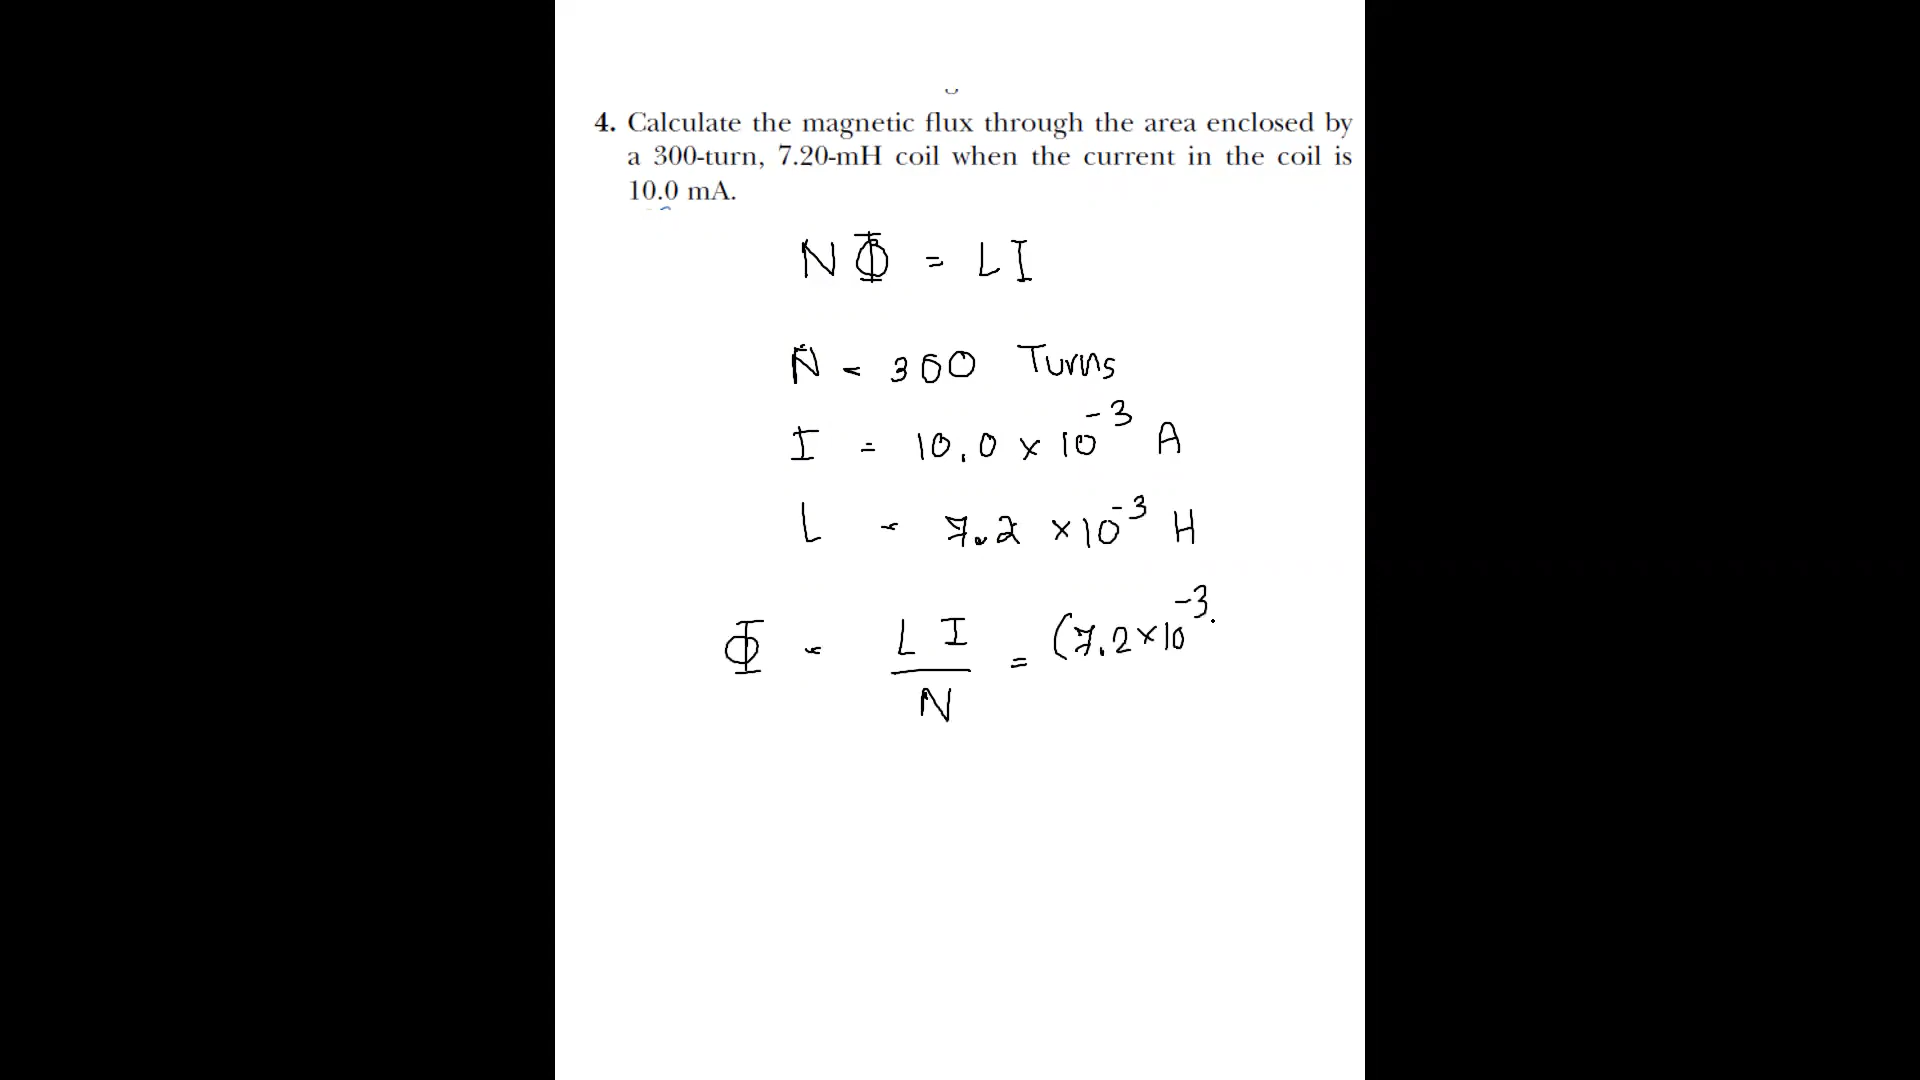 4. Calculate the magnetic flux through the area enclosed by
a 300-turn, 7.20-mH coil when the current in the coil is
10.0 mA.
NΦ = LI
N = 300 Turns
I = 10.0 × 10⁻³ A
L = 7.2 × 10⁻³ H
Φ = LI/N = (7.2×10⁻³